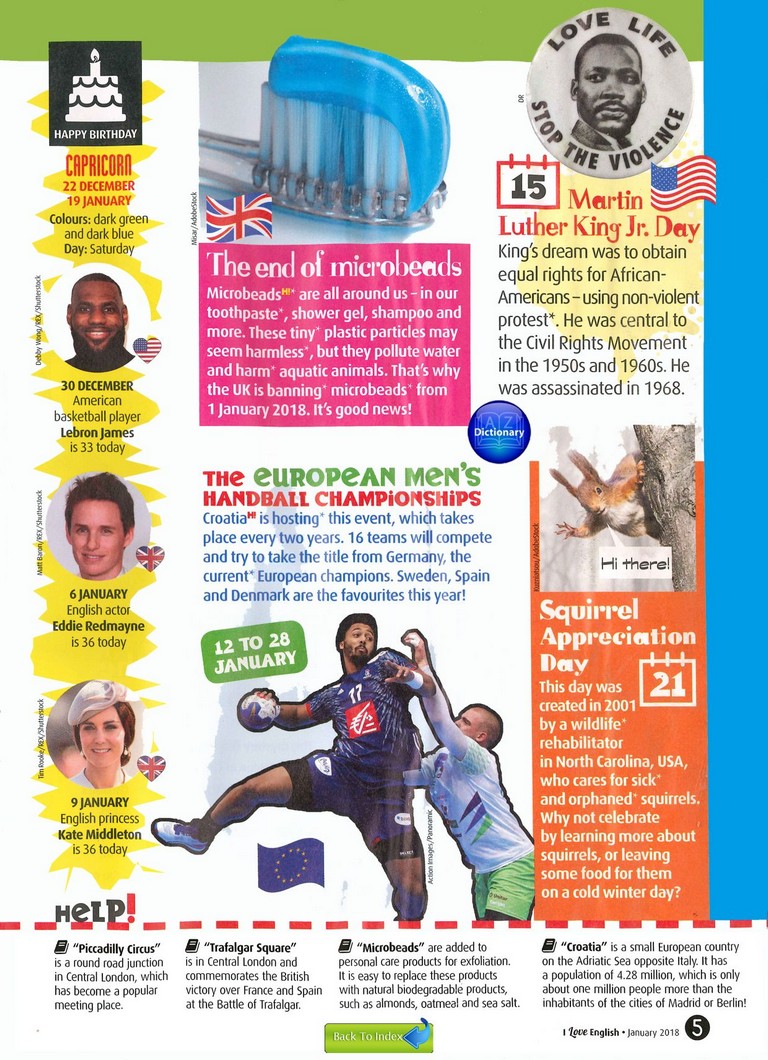 HAPPY BIRTHDAY
CAPRICORN
22 DECEMBER
19 JANUARY
Colours: dark green
and dark blue
Day: Saturday
Debby Wong/REX/Shutterstock
30 DECEMBER
American
basketball player
Lebron James
is 33 today
Matt Baron/REX/Shutterstock
6 JANUARY
English actor
Eddie Redmayne
is 36 today
Tim Rooke/REX/Shutterstock
9 JANUARY
English princess
Kate Middleton
is 36 today
Misar/AdobeStock
The end of microbeads
Microbeads H!* are all around us – in our
toothpaste*, shower gel, shampoo and
more. These tiny* plastic particles may
seem harmless*, but they pollute water
and harm* aquatic animals. That's why
the UK is banning* microbeads* from
1 January 2018. It's good news!
LOVE LIFE
STOP THE VIOLENCE
DR
15
Martin
Luther King Jr. Day
King's dream was to obtain
equal rights for African-
Americans – using non-violent
protest*. He was central to
the Civil Rights Movement
in the 1950s and 1960s. He
was assassinated in 1968.
A Z
Dictionary
THE EUROPEAN MEN'S
HANDBALL CHAMPIONSHIPS
Croatia H! is hosting* this event, which takes
place every two years. 16 teams will compete
and try to take the title from Germany, the
current* European champions. Sweden, Spain
and Denmark are the favourites this year!
12 TO 28
JANUARY
17
Action Images/Panoramic
Hi there!
Squirrel
Appreciation
Day
21
This day was
created in 2001
by a wildlife*
rehabilitator
in North Carolina, USA,
who cares for sick*
and orphaned* squirrels.
Why not celebrate
by learning more about
squirrels, or leaving
some food for them
on a cold winter day?
HELP!
"Piccadilly Circus"
is a round road junction
in Central London, which
has become a popular
meeting place.
"Trafalgar Square"
is in Central London and
commemorates the British
victory over France and Spain
at the Battle of Trafalgar.
"Microbeads" are added to
personal care products for exfoliation.
It is easy to replace these products
with natural biodegradable products,
such as almonds, oatmeal and sea salt.
"Croatia" is a small European country
on the Adriatic Sea opposite Italy. It has
a population of 4.28 million, which is only
about one million people more than the
inhabitants of the cities of Madrid or Berlin!
Back To Index
I Love English • January 2018 5